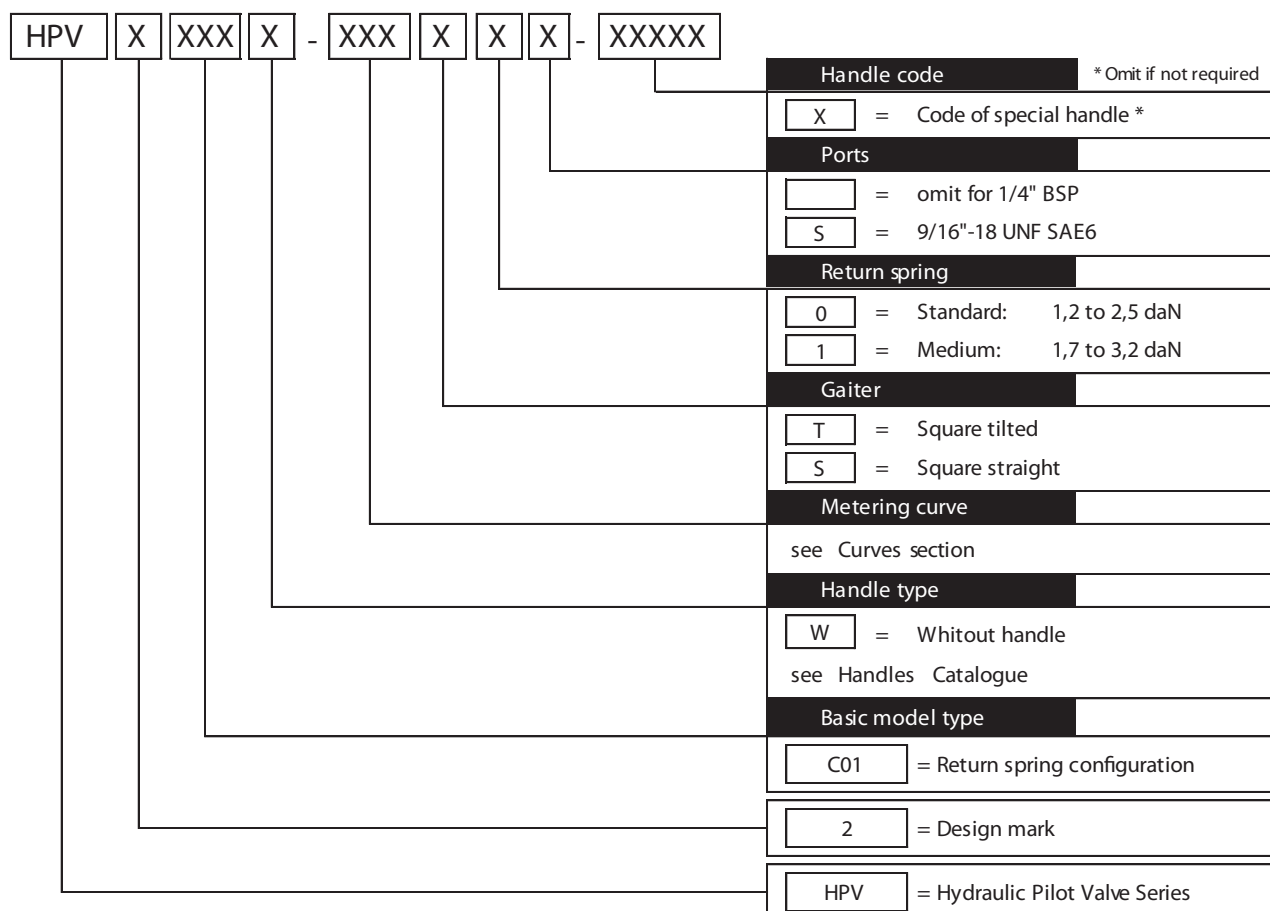 HPV X XXX X - XXX X X X - XXXXX
Handle code * Omit if not required
X = Code of special handle *
Ports
= omit for 1/4" BSP
S = 9/16"-18 UNF SAE6
Return spring
0 = Standard: 1,2 to 2,5 daN
1 = Medium: 1,7 to 3,2 daN
Gaiter
T = Square tilted
S = Square straight
Metering curve
see Curves section
Handle type
W = Whitout handle
see Handles Catalogue
Basic model type
C01 = Return spring configuration
2 = Design mark
HPV = Hydraulic Pilot Valve Series